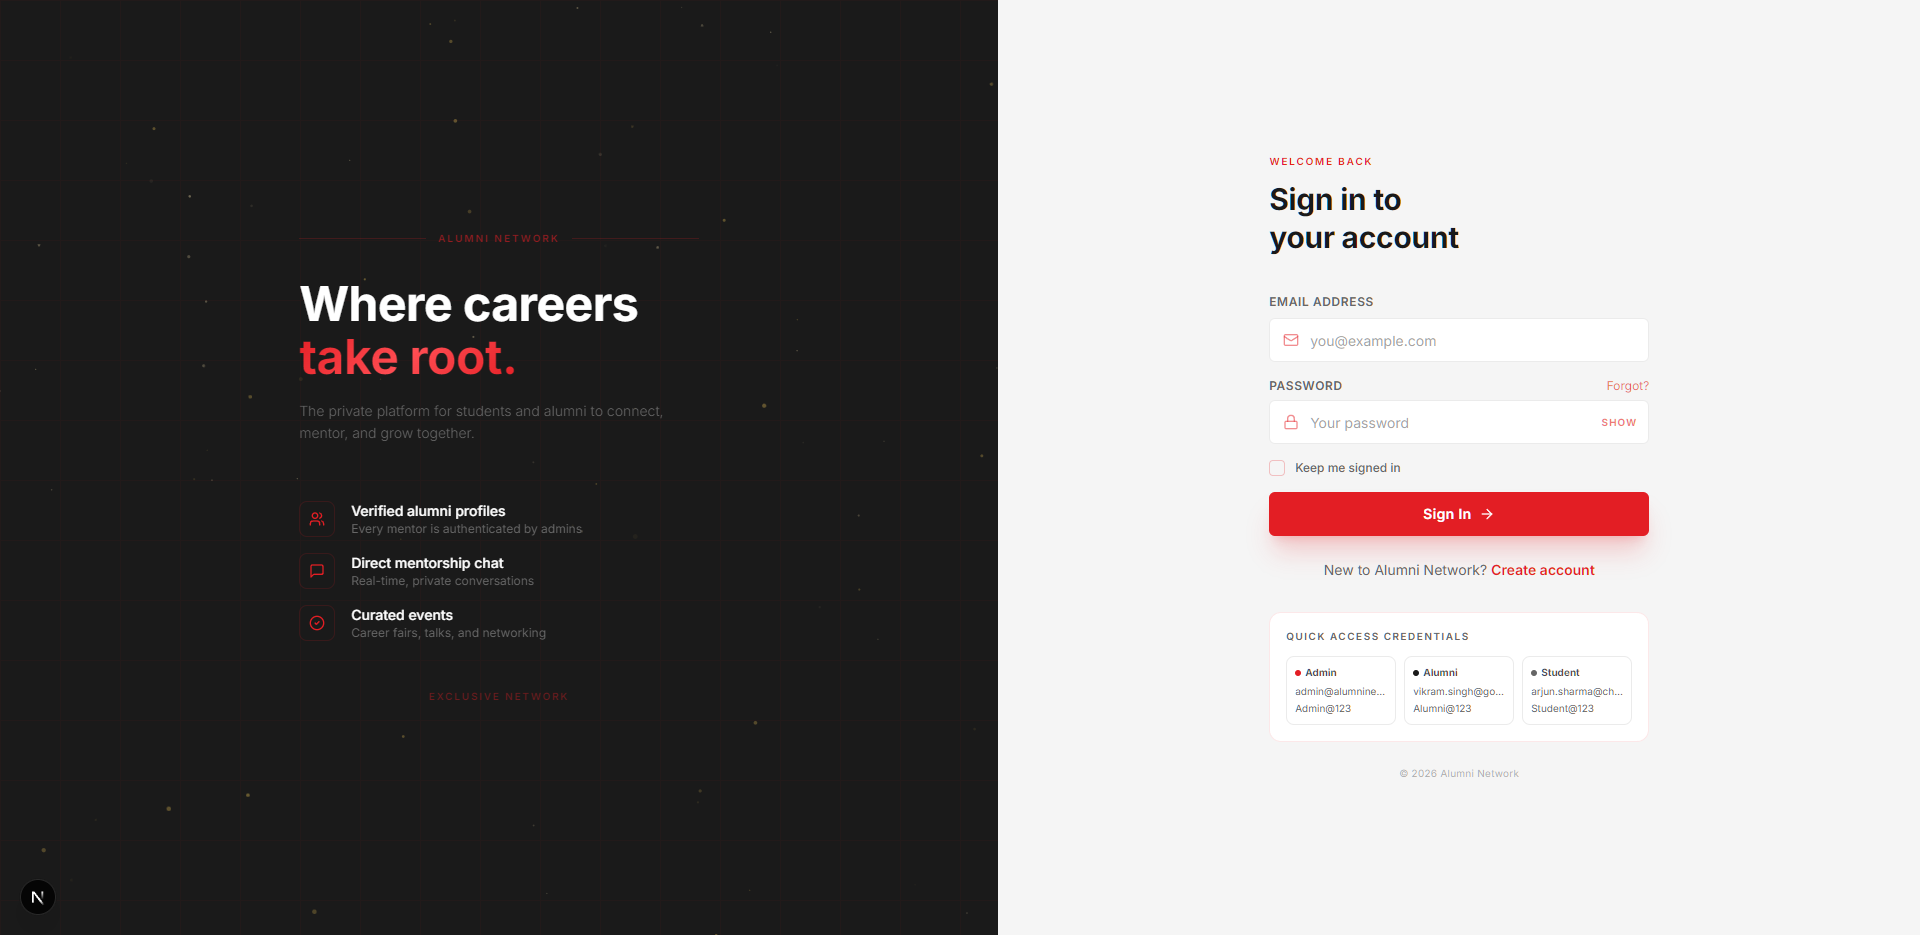 ALUMNI NETWORK
Where careers
take root.
The private platform for students and alumni to connect,
mentor, and grow together.
Verified alumni profiles
Every mentor is authenticated by admins
Direct mentorship chat
Real-time, private conversations
Curated events
Career fairs, talks, and networking
EXCLUSIVE NETWORK
N
WELCOME BACK
Sign in to
your account
EMAIL ADDRESS
you@example.com
PASSWORD
Forgot?
Your password
SHOW
Keep me signed in
Sign In →
New to Alumni Network? Create account
QUICK ACCESS CREDENTIALS
Admin
admin@alumnine...
Admin@123
Alumni
vikram.singh@go...
Alumni@123
Student
arjun.sharma@ch...
Student@123
© 2026 Alumni Network